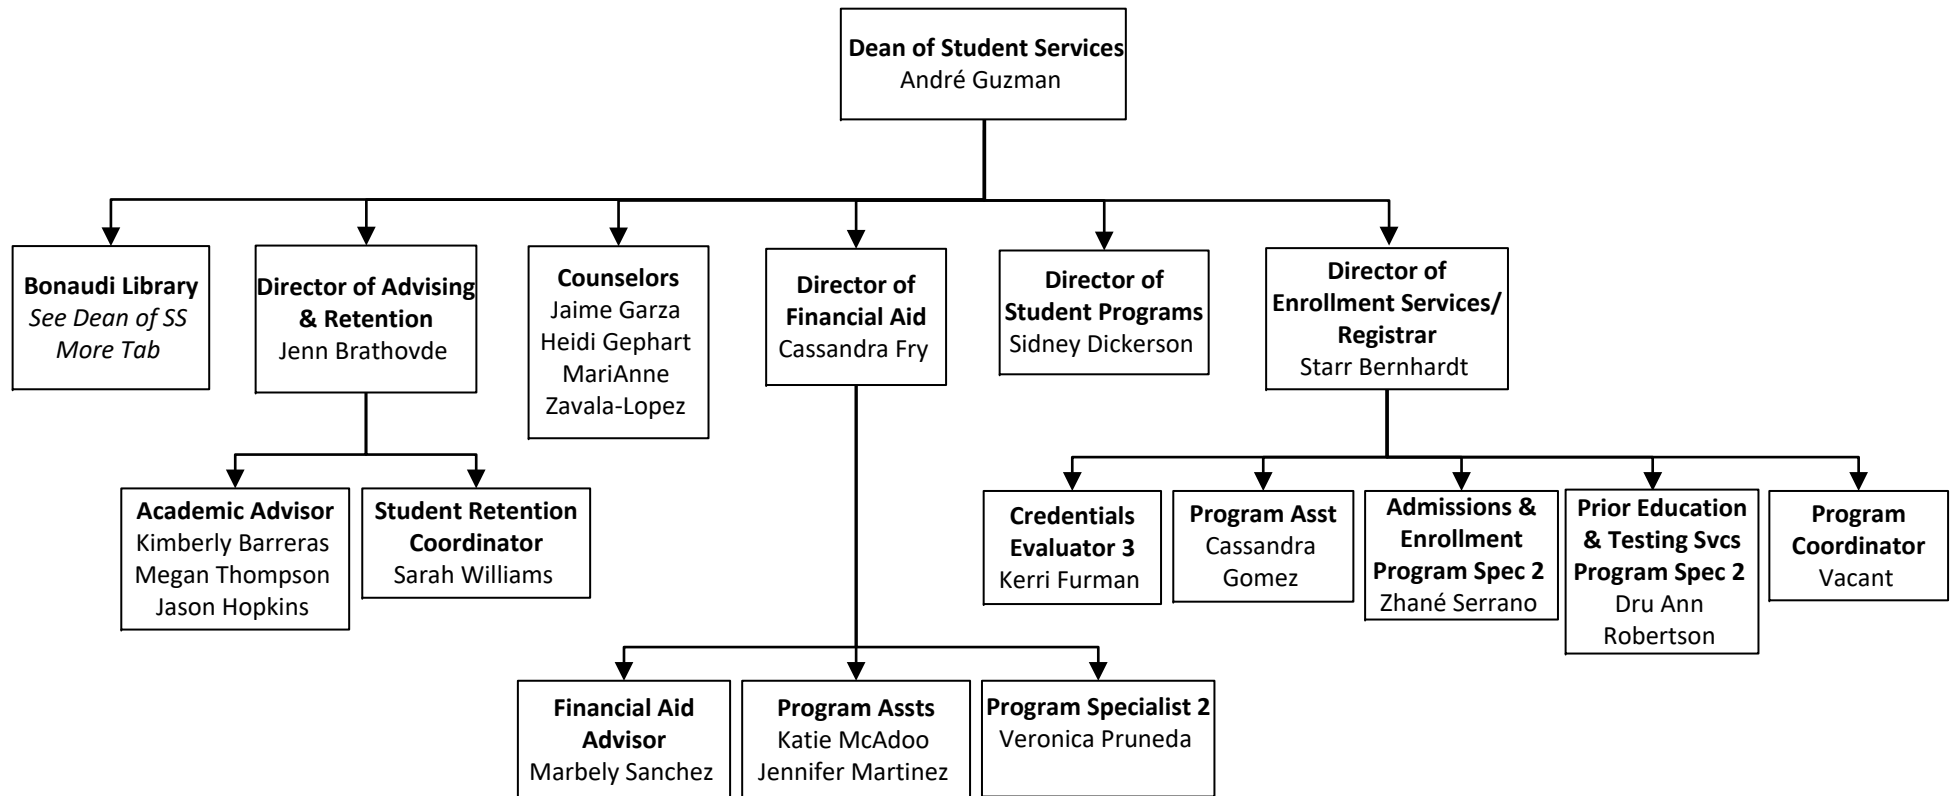 Dean of Student Services
André Guzman
Bonaudi Library
See Dean of SS
More Tab
Director of Advising
& Retention
Jenn Brathovde
Counselors
Jaime Garza
Heidi Gephart
MariAnne
Zavala-Lopez
Director of
Financial Aid
Cassandra Fry
Director of
Student Programs
Sidney Dickerson
Director of
Enrollment Services/
Registrar
Starr Bernhardt
Academic Advisor
Kimberly Barreras
Megan Thompson
Jason Hopkins
Student Retention
Coordinator
Sarah Williams
Credentials
Evaluator 3
Kerri Furman
Program Asst
Cassandra
Gomez
Admissions &
Enrollment
Program Spec 2
Zhané Serrano
Prior Education
& Testing Svcs
Program Spec 2
Dru Ann
Robertson
Program
Coordinator
Vacant
Financial Aid
Advisor
Marbely Sanchez
Program Assts
Katie McAdoo
Jennifer Martinez
Program Specialist 2
Veronica Pruneda